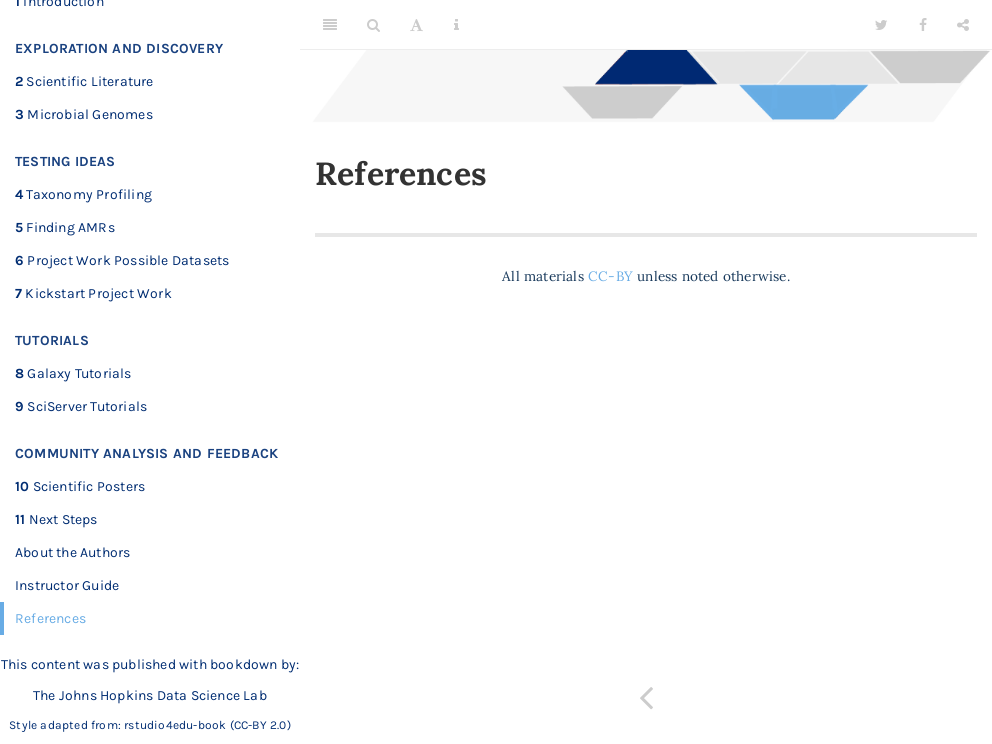 1 Introduction
EXPLORATION AND DISCOVERY
2 Scientific Literature
3 Microbial Genomes
TESTING IDEAS
4 Taxonomy Profiling
5 Finding AMRs
6 Project Work Possible Datasets
7 Kickstart Project Work
TUTORIALS
8 Galaxy Tutorials
9 SciServer Tutorials
COMMUNITY ANALYSIS AND FEEDBACK
10 Scientific Posters
11 Next Steps
About the Authors
Instructor Guide
References
This content was published with bookdown by:
The Johns Hopkins Data Science Lab
Style adapted from: rstudio4edu-book (CC-BY 2.0)
References
All materials CC-BY unless noted otherwise.